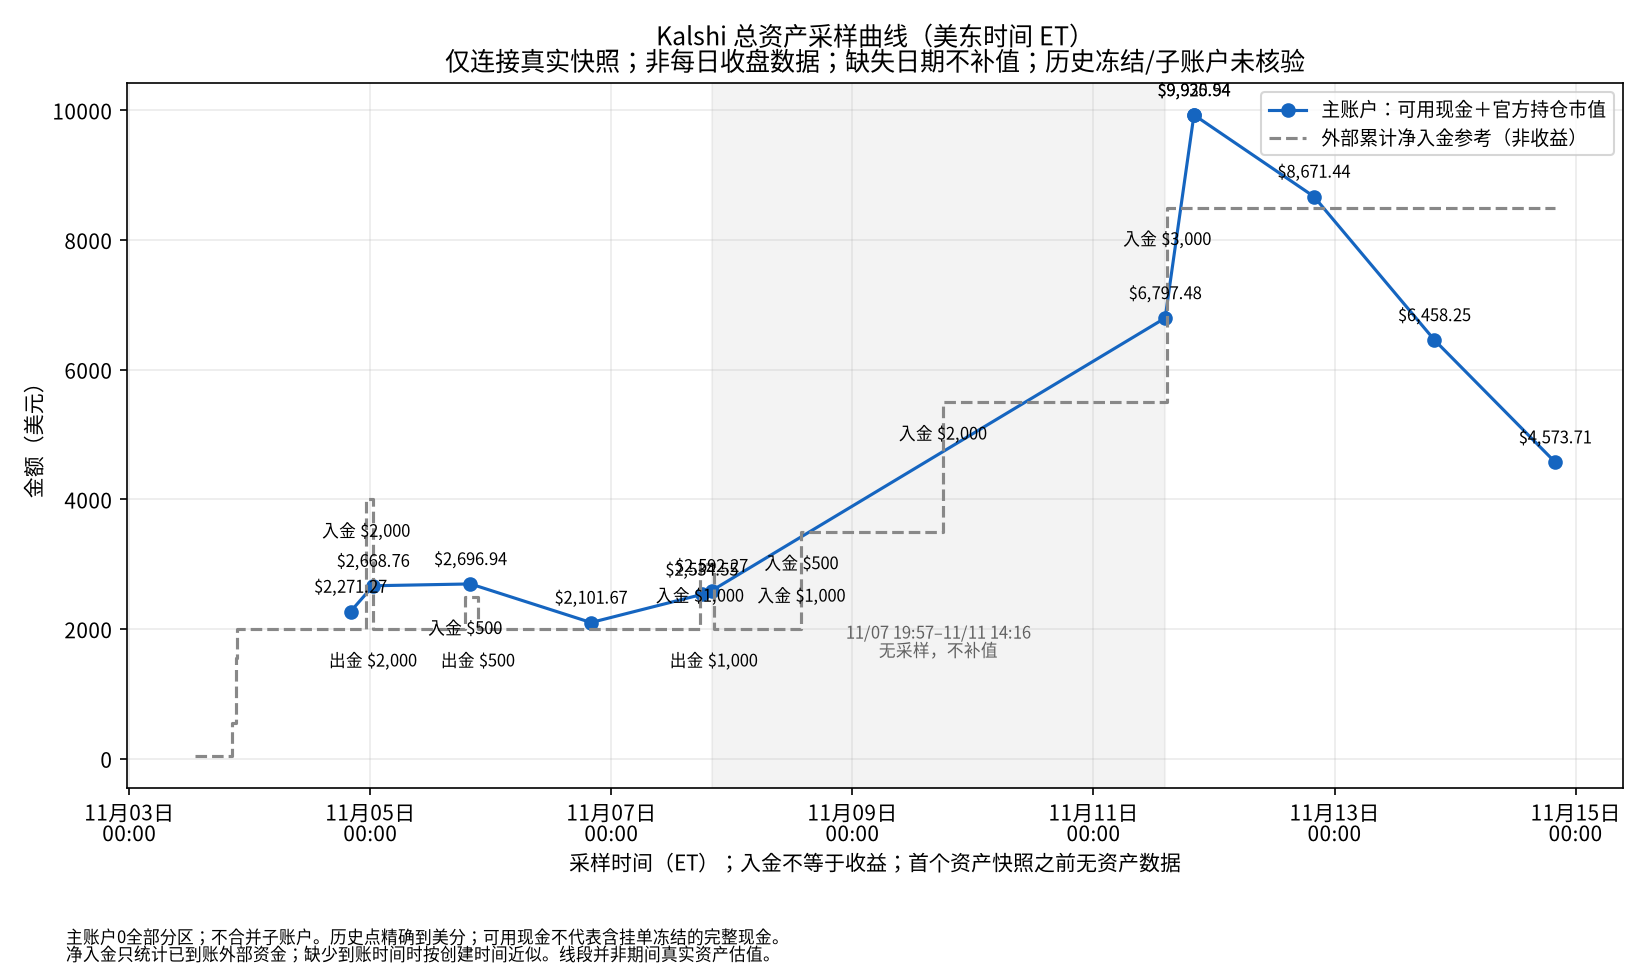 Kalshi 总资产采样曲线（美东时间 ET）
仅连接真实快照；非每日收盘数据；缺失日期不补值；历史冻结/子账户未核验
主账户：可用现金＋官方持仓市值
外部累计净入金参考（非收益）
金额（美元）
10000
8000
6000
4000
2000
0
$8,671.44
入金 $3,000
$6,797.48
$6,458.25
入金 $2,000
$4,573.71
入金 $2,000
$2,668.76
$2,696.94
$2,592.27
入金 $500
$2,271.27
$2,101.67
入金 $1,000
入金 $1,000
入金 $500
11/07 19:57–11/11 14:16
无采样，不补值
出金 $2,000
出金 $500
出金 $1,000
11月03日
00:00
11月05日
00:00
11月07日
00:00
11月09日
00:00
11月11日
00:00
11月13日
00:00
11月15日
00:00
采样时间（ET）；入金不等于收益；首个资产快照之前无资产数据
主账户0全部分区；不合并子账户。历史点精确到美分；可用现金不代表含挂单冻结的完整现金。
净入金只统计已到账外部资金；缺少到账时间时按创建时间近似。线段并非期间真实资产估值。